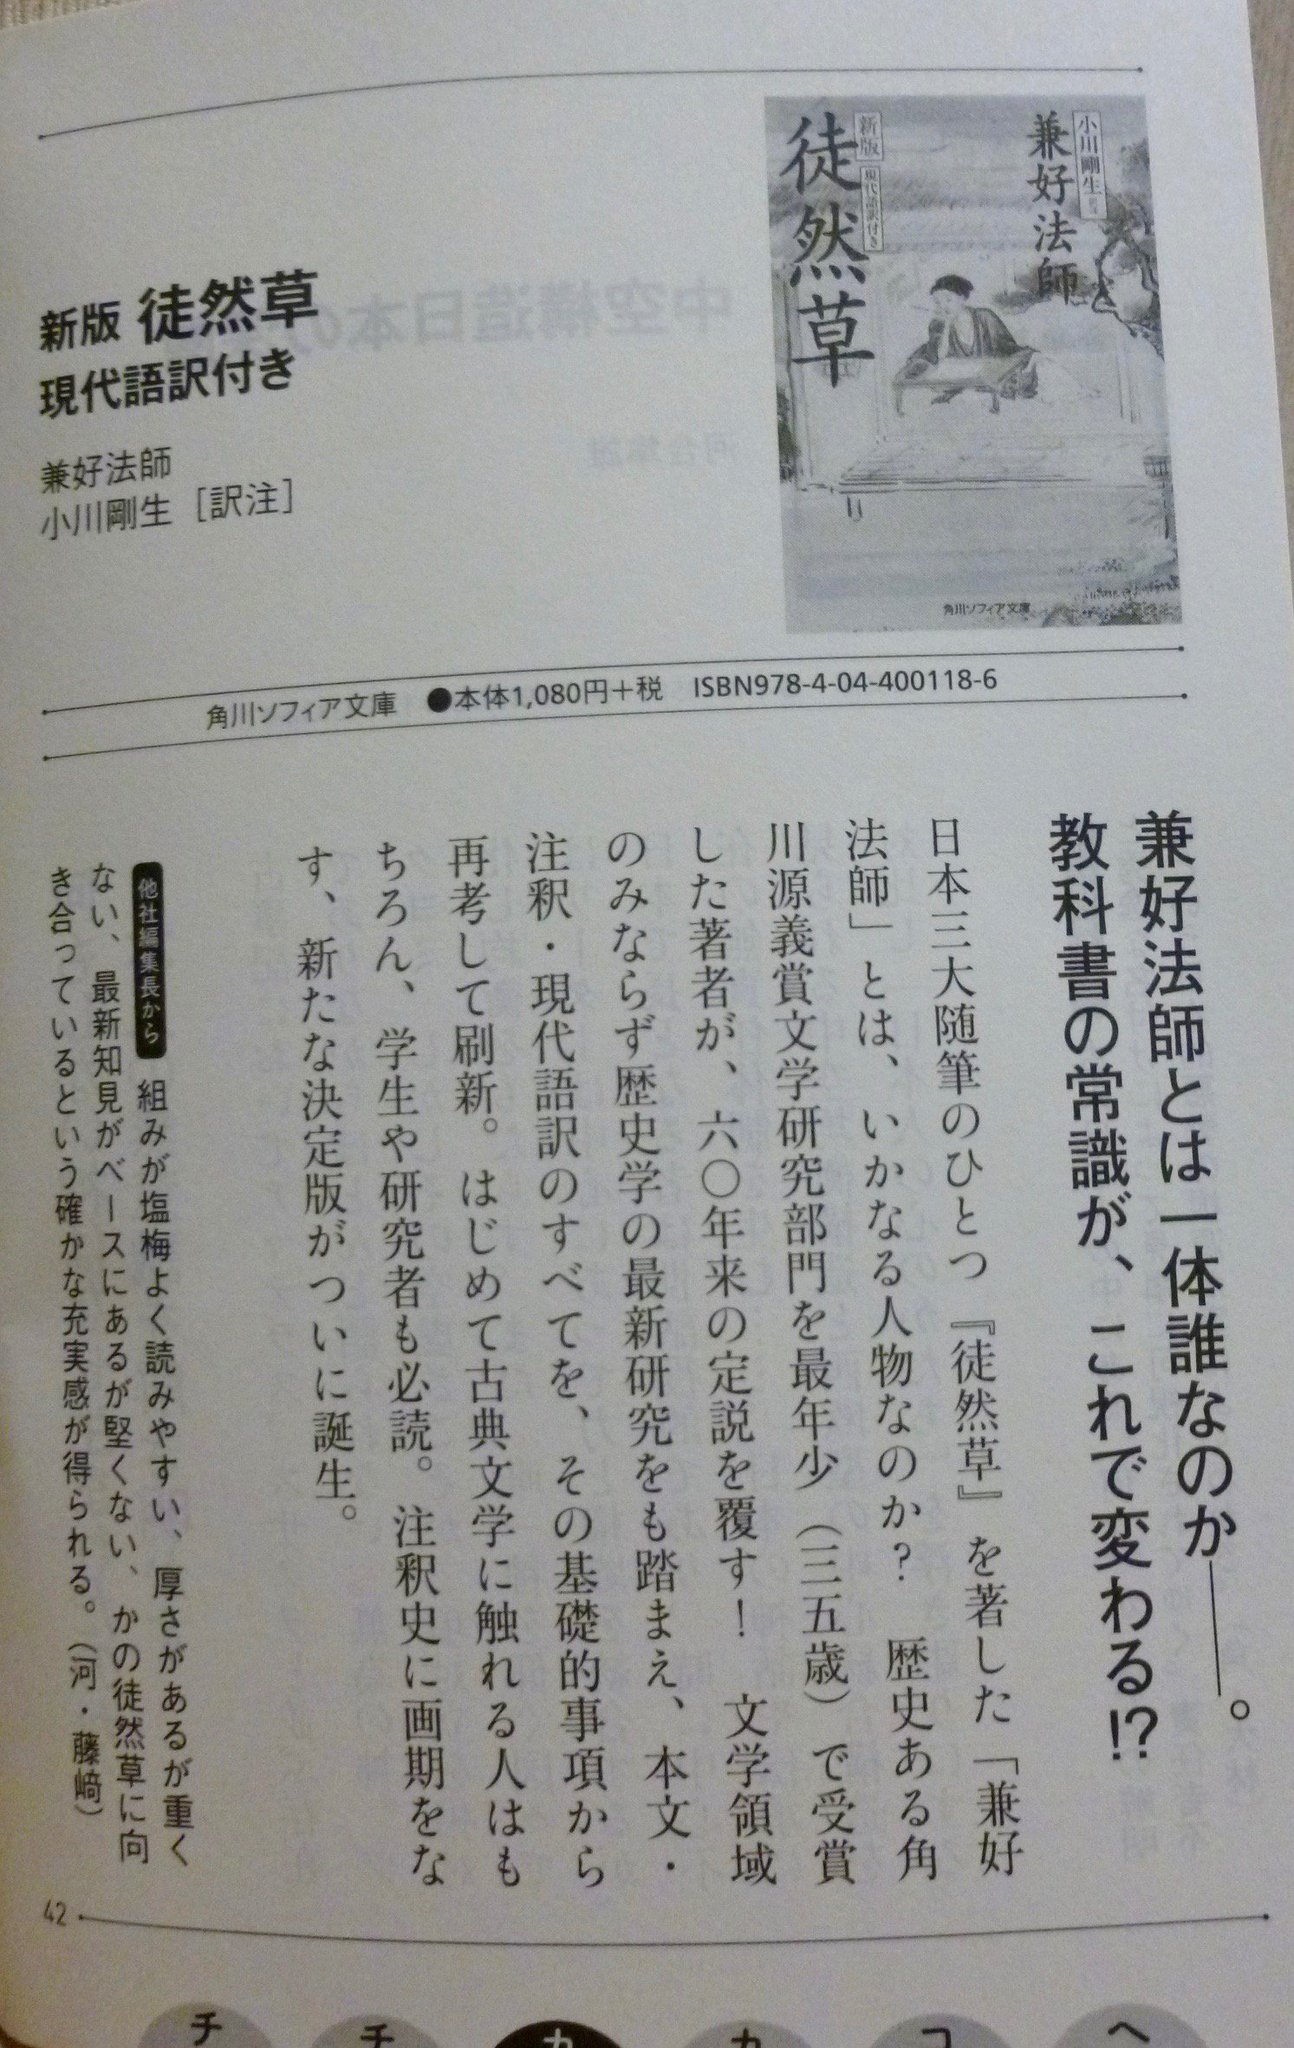 小川剛生
兼好法師
新版
現代語訳付き
徒然草
角川ソフィア文庫
新版 徒然草
現代語訳付き
兼好法師
小川剛生[訳注]
角川ソフィア文庫 ●本体1,080円+税 ISBN978-4-04-400118-6
兼好法師とは一体誰なのか――。
教科書の常識が、これで変わる!?
日本三大随筆のひとつ『徒然草』を著した「兼好
法師」とは、いかなる人物なのか? 歴史ある角
川源義賞文学研究部門を最年少(三五歳)で受賞
した著者が、六〇年来の定説を覆す! 文学領域
のみならず歴史学の最新研究をも踏まえ、本文・
注釈・現代語訳のすべてを、その基礎的事項から
再考して刷新。はじめて古典文学に触れる人はも
ちろん、学生や研究者も必読。注釈史に画期をな
す、新たな決定版がついに誕生。
他社編集長から 組みが塩梅よく読みやすい、厚さがあるが重く
ない、最新知見がベースにあるが堅くない、かの徒然草に向
き合っているという確かな充実感が得られる。(河・藤﨑)
42
チ
チ
カ
カ
コ
ヘ